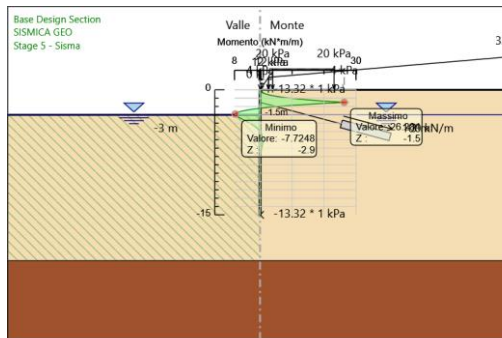 Base Design Section
SISMICA GEO
Stage 5 - Sisma
Valle
Monte
Momento (kN*m/m)
20 kPa
20 kPa
8
30
0
-13.32 * 1 kPa
-1.5m
-3 m
Massimo
Valore:
Z :
-1.5
kN/m
Minimo
Valore: -7.7248
Z :
-2.9
-15
-13.32 * 1 kPa